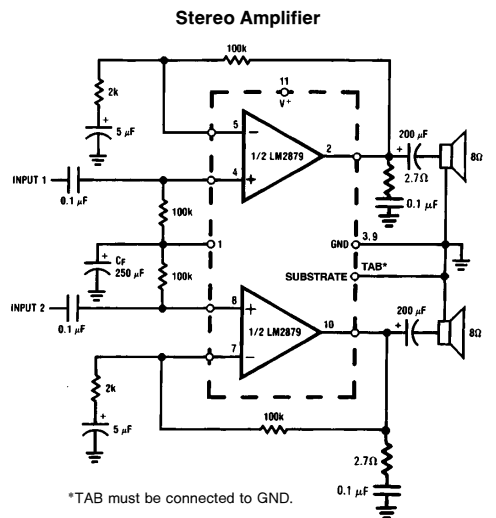 Stereo Amplifier
100k
2k
5 µF
11
V+
5
−
1/2 LM2879
2
200 µF
+
8Ω
2.7Ω
0.1 µF
INPUT 1
0.1 µF
4
+
100k
1
GND
3, 9
CF
250 µF
+
100k
SUBSTRATE
TAB*
INPUT 2
0.1 µF
8
+
1/2 LM2879
10
200 µF
+
8Ω
7
−
2k
+
5 µF
100k
2.7Ω
0.1 µF
*TAB must be connected to GND.